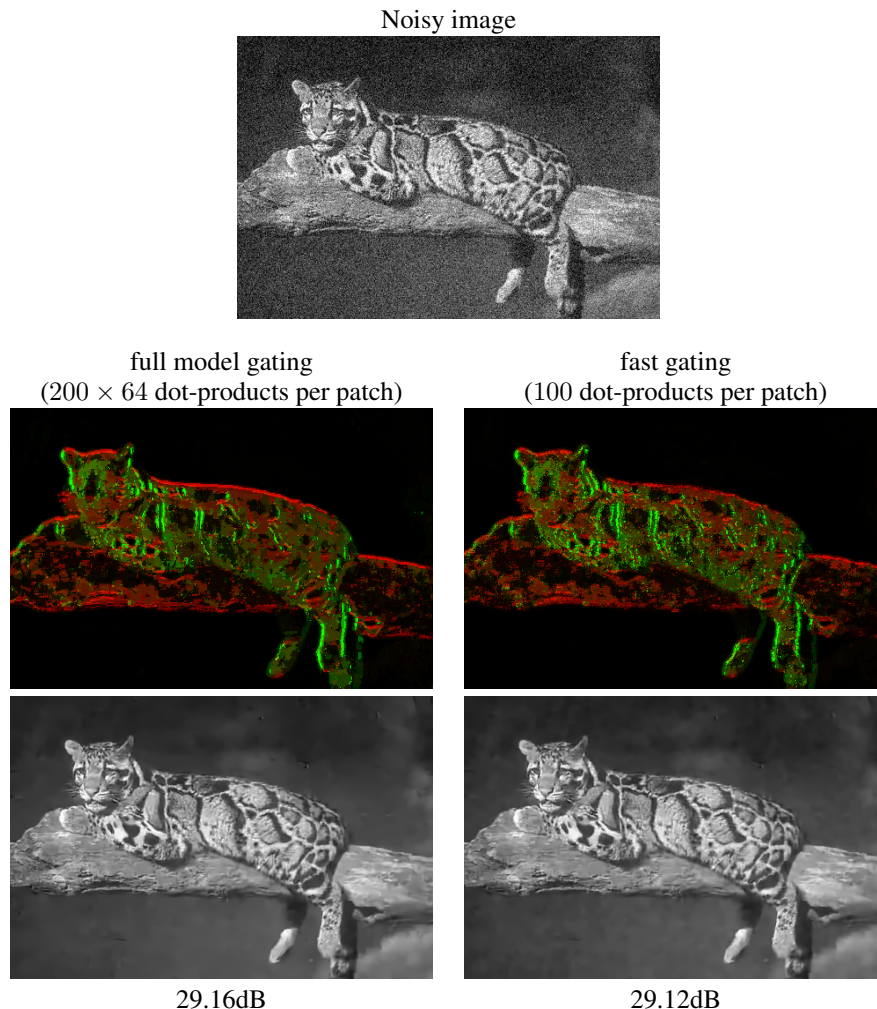 Noisy image
full model gating
(200 × 64 dot-products per patch)
fast gating
(100 dot-products per patch)
29.16dB
29.12dB